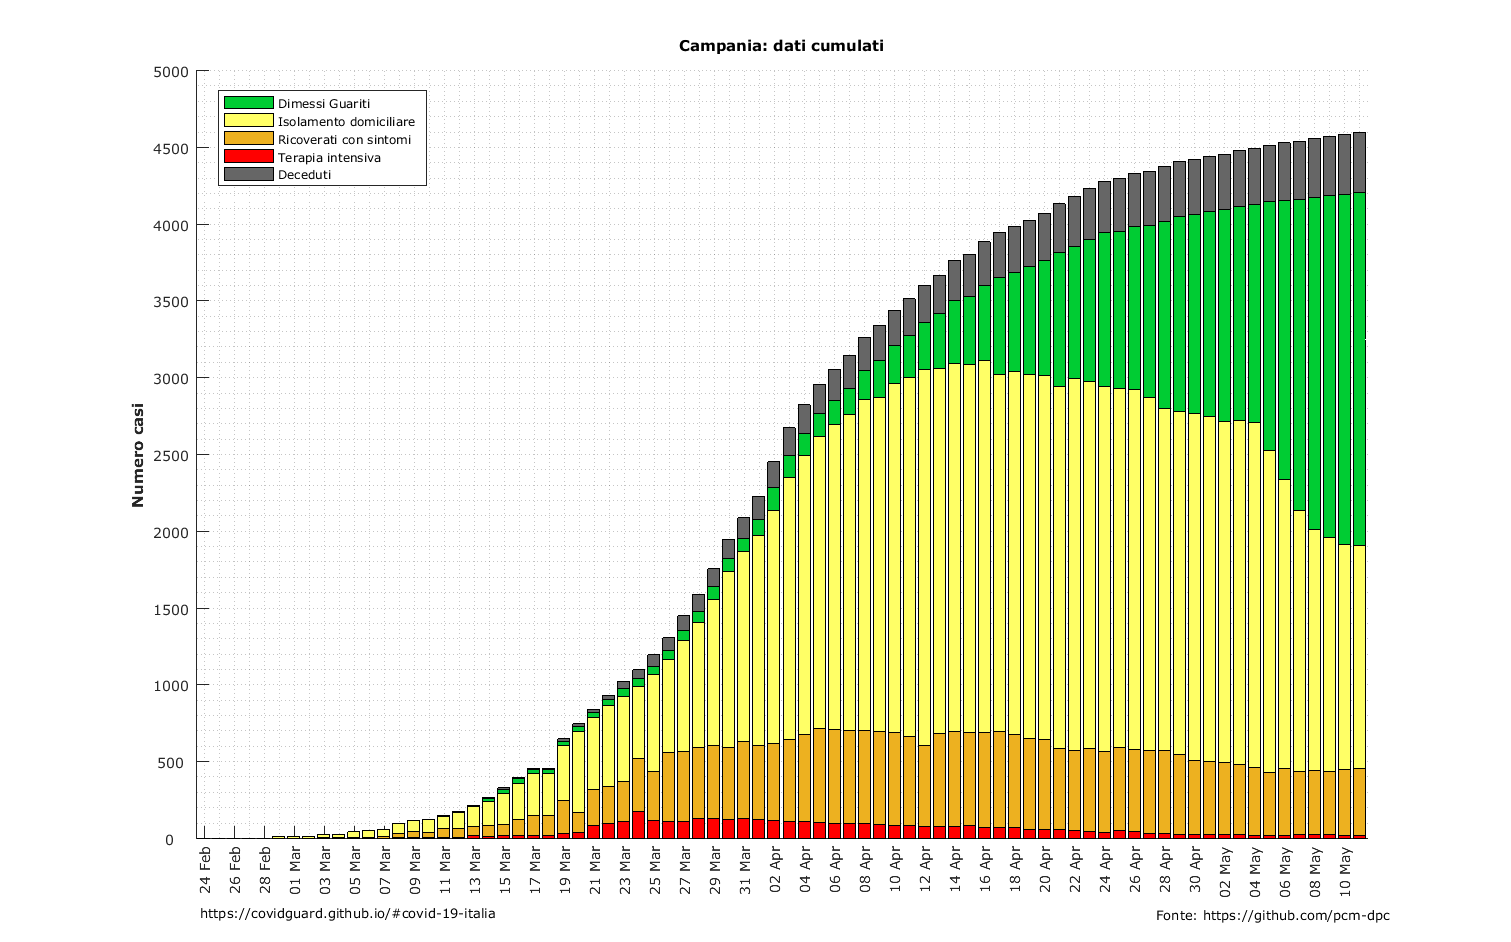 Campania: dati cumulati
5000
4500
4000
3500
3000
2500
2000
1500
1000
500
0
Numero casi
Dimessi Guariti
Isolamento domiciliare
Ricoverati con sintomi
Terapia intensiva
Deceduti
24 Feb
26 Feb
28 Feb
01 Mar
03 Mar
05 Mar
07 Mar
09 Mar
11 Mar
13 Mar
15 Mar
17 Mar
19 Mar
21 Mar
23 Mar
25 Mar
27 Mar
29 Mar
31 Mar
02 Apr
04 Apr
06 Apr
08 Apr
10 Apr
12 Apr
14 Apr
16 Apr
18 Apr
20 Apr
22 Apr
24 Apr
26 Apr
28 Apr
30 Apr
02 May
04 May
06 May
08 May
10 May
https://covidguard.github.io/#covid-19-italia
Fonte: https://github.com/pcm-dpc